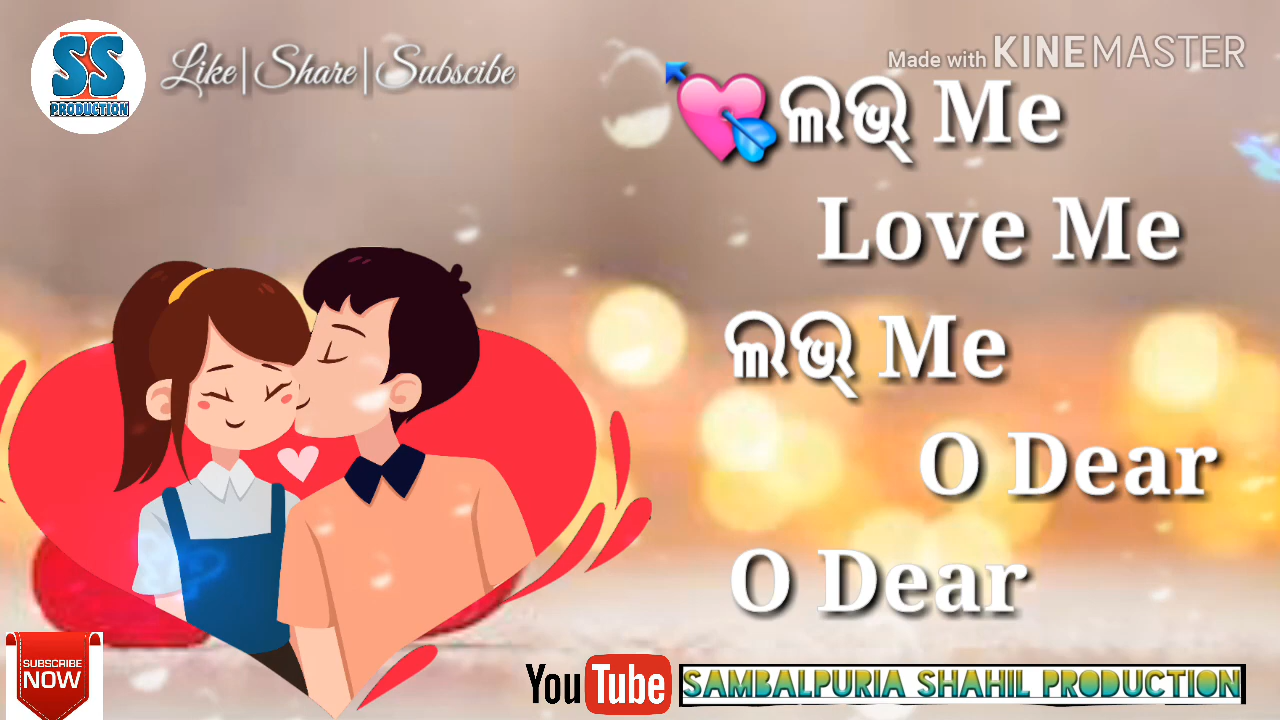 SS
PRODUCTION
Like|Share|Subscibe
Made with KINEMASTER
ଲଭ୍ Me
Love Me
ଲଭ୍ Me
O Dear
O Dear
SUBSCRIBE
NOW
YouTube
SAMBALPURIA SHAHIL PRODUCTION